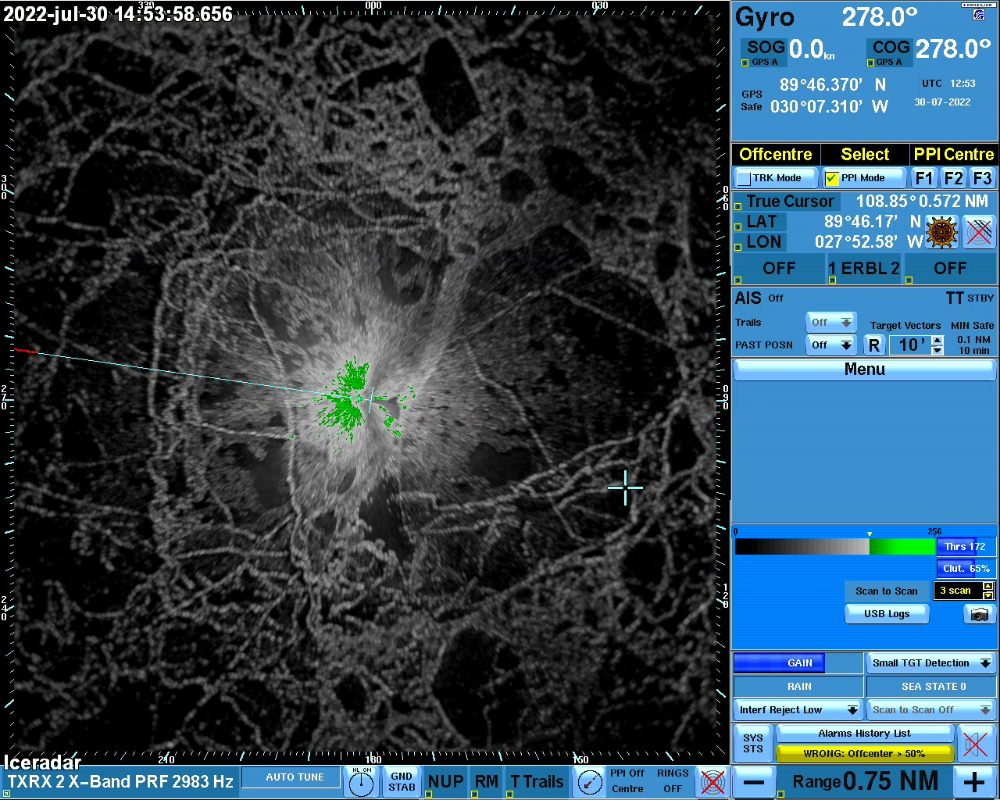 2022-jul-30 14:53:58.656
330
000
030
300
060
270
090
240
120
210
180
150
Iceradar
CONSILIUM
Gyro 278.0°
SOG 0.0 kn COG 278.0°
GPS A GPS A
GPS 89°46.370' N UTC 12:53
Safe 030°07.310' W 30-07-2022
Offcentre Select PPI Centre
TRK Mode PPI Mode F1 F2 F3
True Cursor 108.85° 0.572 NM
LAT 89°46.17' N
LON 027°52.58' W
OFF 1 ERBL 2 OFF
AIS Off TT STBY
Trails Off Target Vectors MIN Safe
PAST POSN Off R 10' 0.1 NM
10 min
Menu
0 256
Thrs 172
Clut. 65%
Scan to Scan 3 scan
USB Logs
GAIN Small TGT Detection
RAIN SEA STATE 0
Interf Reject Low Scan to Scan Off
SYS STS Alarms History List
WRONG: Offcenter > 50%
TXRX 2 X-Band PRF 2983 Hz AUTO TUNE HL ON GND STAB NUP RM T Trails PPI Off Centre RINGS OFF
− Range 0.75 NM +